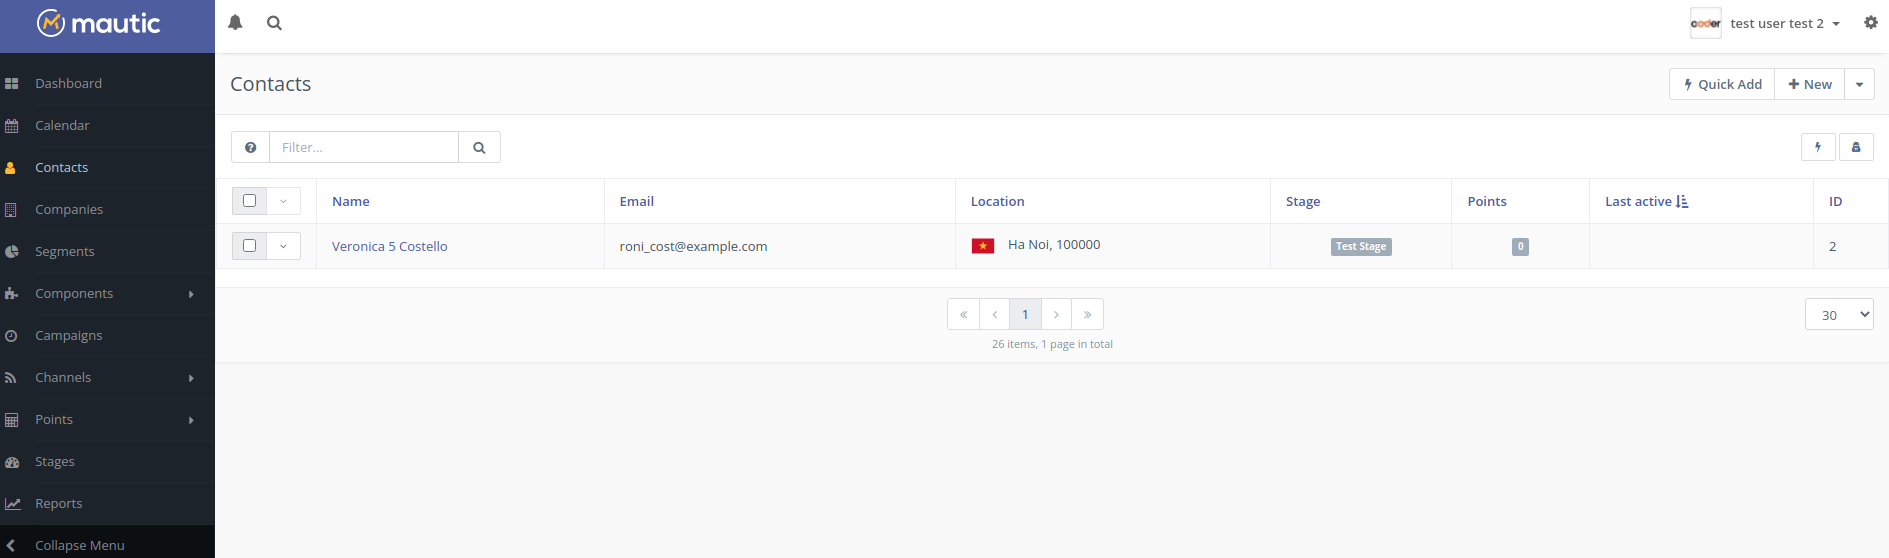 mautic
test user test 2
coder
Dashboard
Calendar
Contacts
Companies
Segments
Components
Campaigns
Channels
Points
Stages
Reports
Collapse Menu
Contacts
Quick Add
New
Filter...
Name Email Location Stage Points Last active ID
Veronica 5 Costello roni_cost@example.com Ha Noi, 100000 Test Stage 0 2
« ‹ 1 › »
30
26 items, 1 page in total